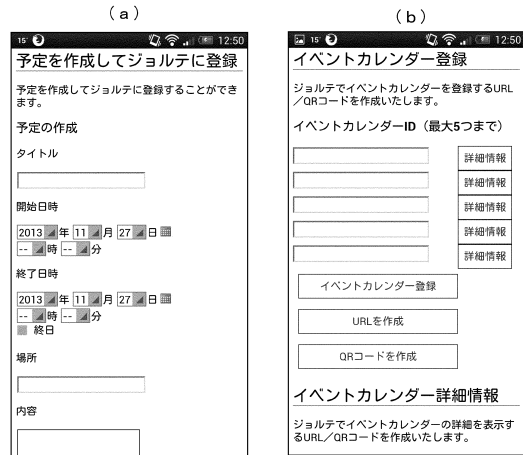 (a)
15° 12:50
予定を作成してジョルテに登録
予定を作成してジョルテに登録することができ
ます。
予定の作成
タイトル
開始日時
2013 年 11 月 27 日
-- 時 -- 分
終了日時
2013 年 11 月 27 日
-- 時 -- 分
終日
場所
内容
(b)
15° 12:50
イベントカレンダー登録
ジョルテでイベントカレンダーを登録するURL
／QRコードを作成いたします。
イベントカレンダーID（最大5つまで）
詳細情報
詳細情報
詳細情報
詳細情報
詳細情報
イベントカレンダー登録
URLを作成
QRコードを作成
イベントカレンダー詳細情報
ジョルテでイベントカレンダーの詳細を表示す
るURL／QRコードを作成いたします。